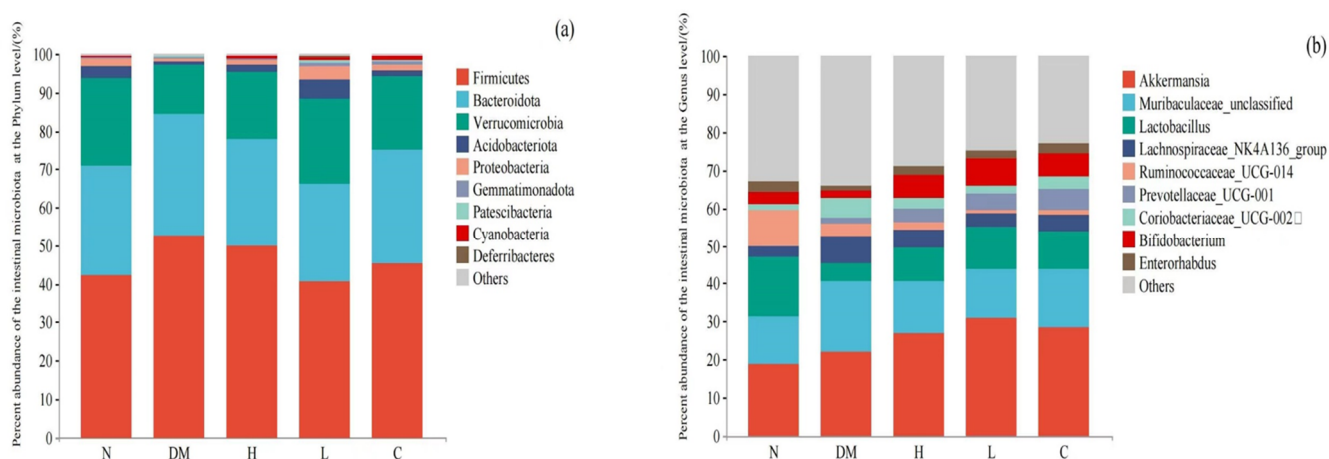 (a)
Percent abundance of the intestinal microbiota at the Phylum level/(%)
100
90
80
70
60
50
40
30
20
10
0
N DM H L C
Firmicutes
Bacteroidota
Verrucomicrobia
Acidobacteriota
Proteobacteria
Gemmatimonadota
Patescibacteria
Cyanobacteria
Deferribacteres
Others
(b)
Percent abundance of the intestinal microbiota at the Genus level/(%)
100
90
80
70
60
50
40
30
20
10
0
N DM H L C
Akkermansia
Muribaculaceae_unclassified
Lactobacillus
Lachnospiraceae_NK4A136_group
Ruminococcaceae_UCG-014
Prevotellaceae_UCG-001
Coriobacteriaceae_UCG-002□
Bifidobacterium
Enterorhabdus
Others